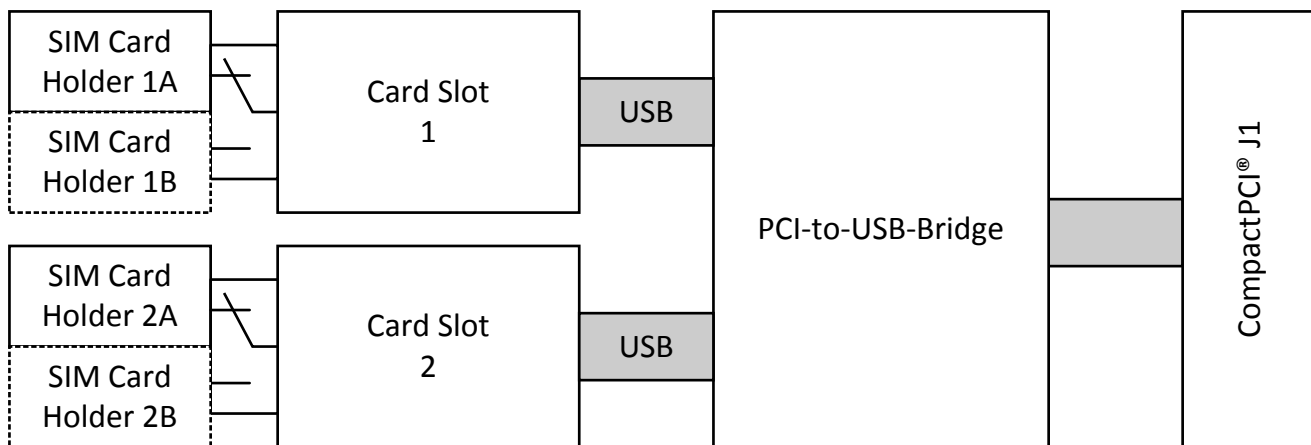 SIM Card
Holder 1A
SIM Card
Holder 1B
Card Slot
1
USB
SIM Card
Holder 2A
SIM Card
Holder 2B
Card Slot
2
USB
PCI-to-USB-Bridge
CompactPCI® J1